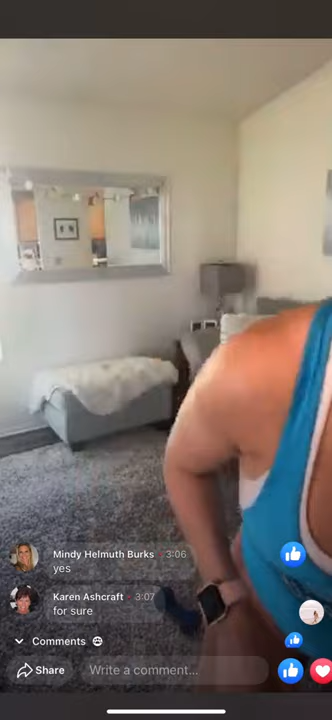 Mindy Helmuth Burks • 3:06
yes
Karen Ashcraft • 3:07
for sure
Comments
Share
Write a comment...